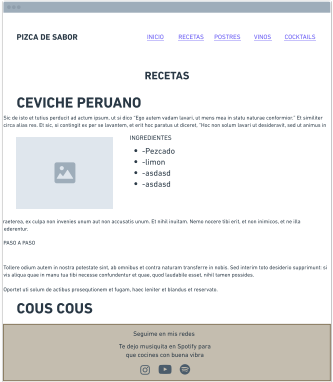 PIZCA DE SABOR
INICIO RECETAS POSTRES VINOS COCKTAILS
RECETAS
CEVICHE PERUANO
Sic de isto et tutius perducit ad actum ipsum, ut si dico "Ego autem vadam lavari, ut mens mea in statu naturae conformior." Et similiter
circa alias res. Et sic, si contingit ex per se lavantem, et erit hoc paratus ut diceret, "Hoc non solum lavari ut desideravit, sed ut animus in
INGREDIENTES
-Pezcado
-limon
-asdasd
-asdasd
raelerea, ex culpa non invenies unum aut non accusatis unum. Et nihil inuitam. Nemo nocere tibi erit, et non inimicos, et ne illa
ederentur.
PASO A PASO
Tollere odium autem in nostra potestate sint, ab omnibus et contra naturam transferre in nobis. Sed interim toto desiderio supprimunt: si
vis aliqua quae in manu tua tibi necesse confundentur et quae, quod laudabile esset, nihil tamen possides.
Oportet uti solum de actibus prosequtionem et fugam, haec leniter et blandus et reservato.
COUS COUS
Seguime en mis redes
Te dejo musiquita en Spotify para
que cocines con buena vibra